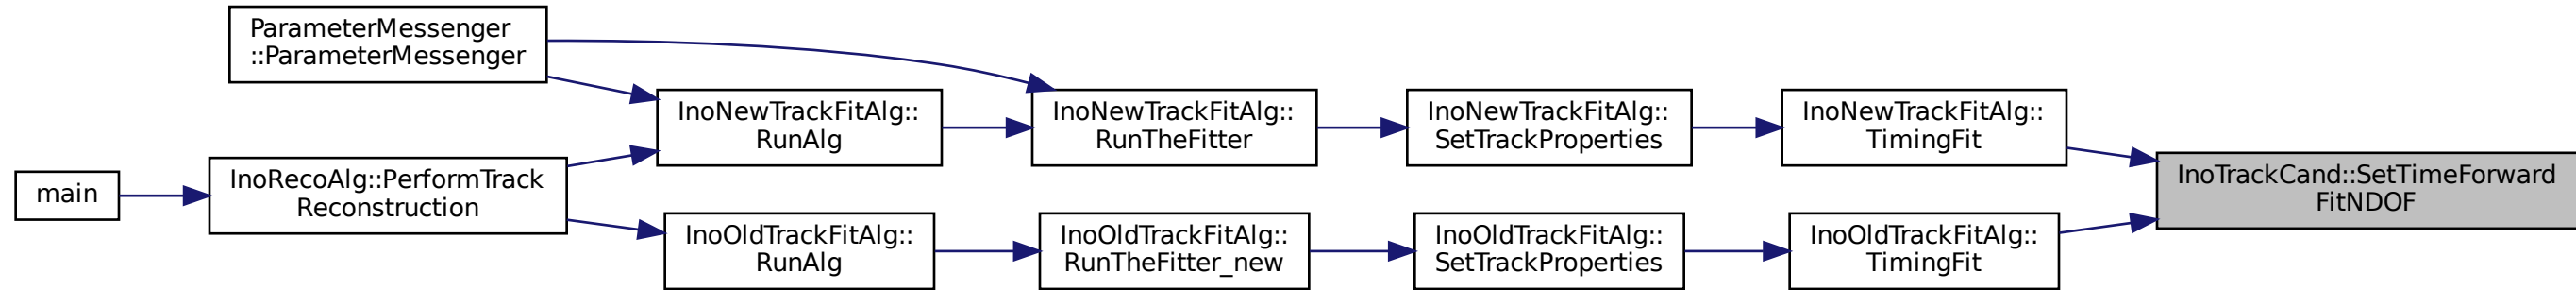 ParameterMessenger
::ParameterMessenger
main
InoRecoAlg::PerformTrack
Reconstruction
InoNewTrackFitAlg::
RunAlg
InoOldTrackFitAlg::
RunAlg
InoNewTrackFitAlg::
RunTheFitter
InoOldTrackFitAlg::
RunTheFitter_new
InoNewTrackFitAlg::
SetTrackProperties
InoOldTrackFitAlg::
SetTrackProperties
InoNewTrackFitAlg::
TimingFit
InoOldTrackFitAlg::
TimingFit
InoTrackCand::SetTimeForward
FitNDOF